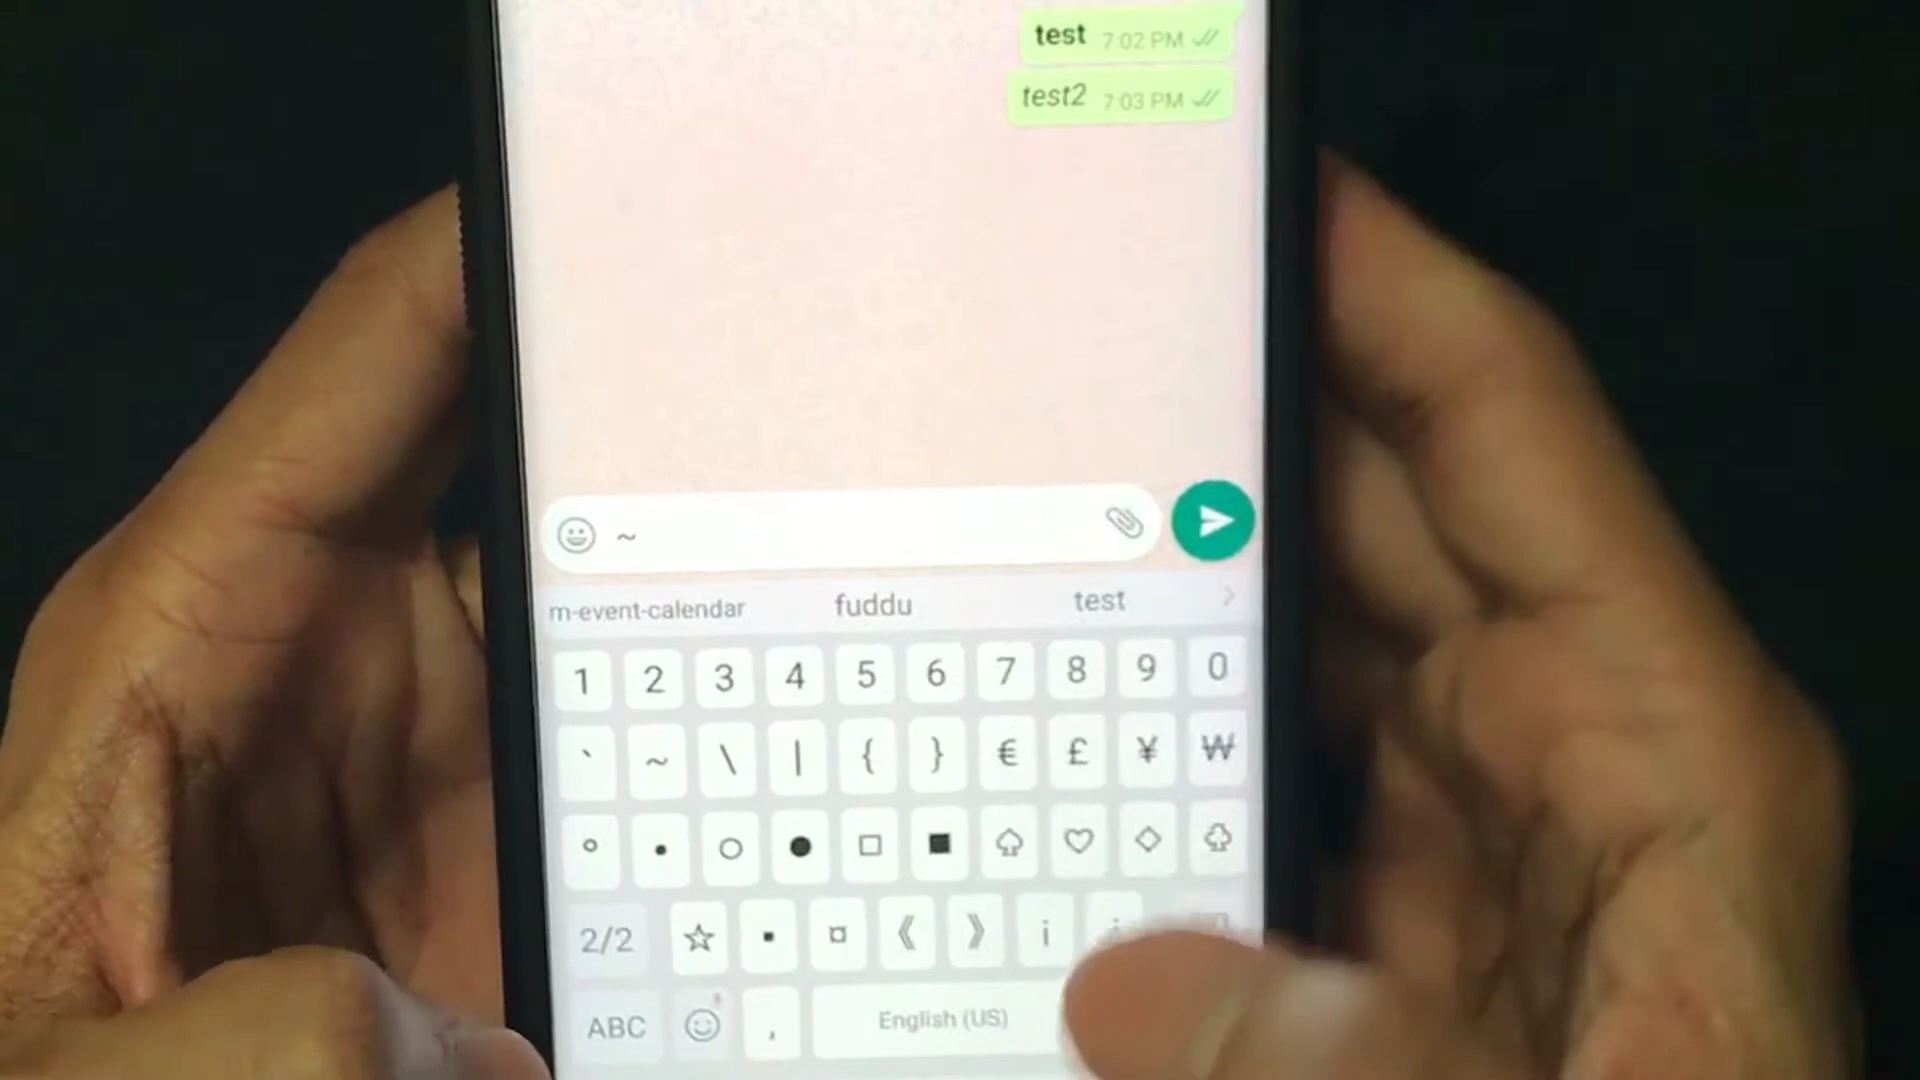 test 7:02 PM
test2 7:03 PM
~
m-event-calendar fuddu test
1 2 3 4 5 6 7 8 9 0
` ~ \ | { } € £ ¥ ₩
° • ○ ● □ ■ ♤ ♡ ◇ ♧
2/2 ☆ ▪ ¤ 《 》 ¡
ABC , English (US)